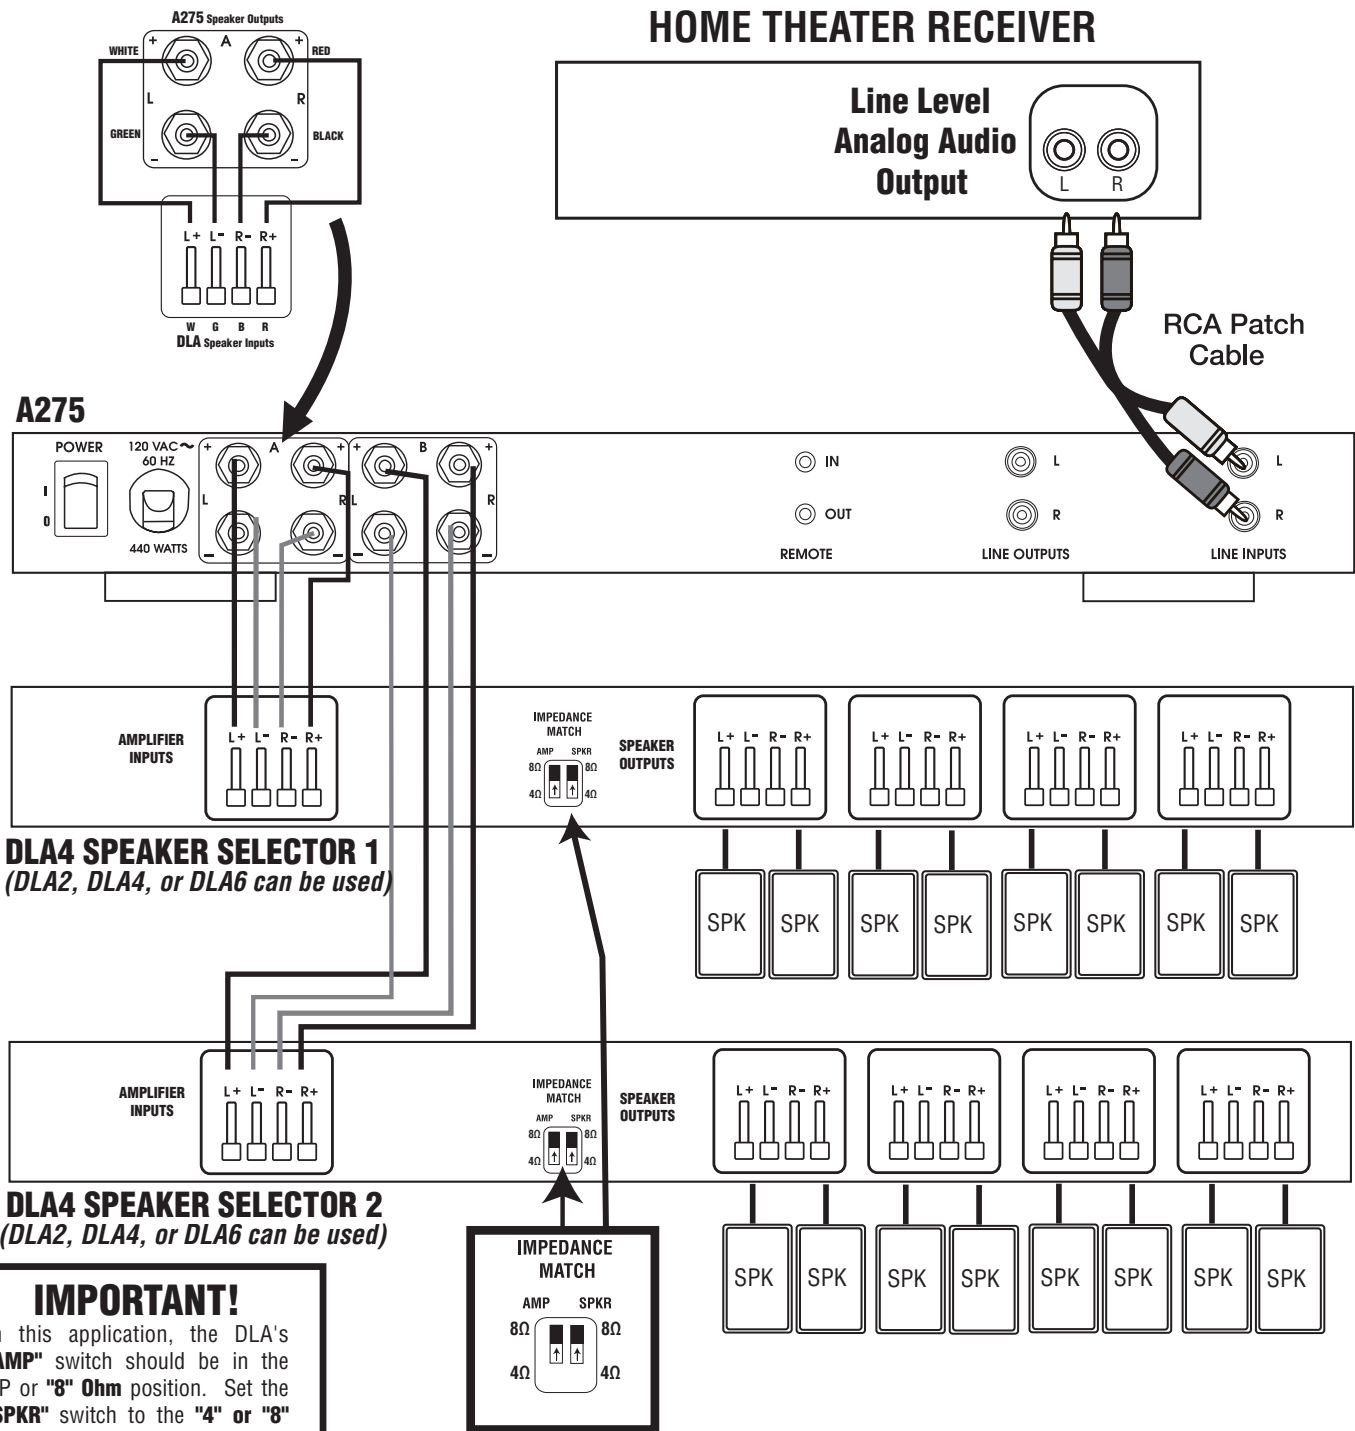 A275 Speaker Outputs
WHITE + A + RED
L R
GREEN - - BLACK
L+ L- R- R+
W G B R
DLA Speaker Inputs
HOME THEATER RECEIVER
Line Level
Analog Audio
Output
L R
RCA Patch
Cable
A275
POWER
I
0
120 VAC~
60 HZ
440 WATTS
+ A +
L R
- -
+ B +
L R
- -
IN
OUT
REMOTE
L
R
LINE OUTPUTS
L
R
LINE INPUTS
AMPLIFIER
INPUTS
L+ L- R- R+
IMPEDANCE
MATCH
AMP SPKR
8Ω 8Ω
4Ω 4Ω
SPEAKER
OUTPUTS
L+ L- R- R+ L+ L- R- R+ L+ L- R- R+ L+ L- R- R+
DLA4 SPEAKER SELECTOR 1
(DLA2, DLA4, or DLA6 can be used)
SPK SPK SPK SPK SPK SPK SPK SPK
AMPLIFIER
INPUTS
L+ L- R- R+
IMPEDANCE
MATCH
AMP SPKR
8Ω 8Ω
4Ω 4Ω
SPEAKER
OUTPUTS
L+ L- R- R+ L+ L- R- R+ L+ L- R- R+ L+ L- R- R+
DLA4 SPEAKER SELECTOR 2
(DLA2, DLA4, or DLA6 can be used)
SPK SPK SPK SPK SPK SPK SPK SPK
IMPEDANCE
MATCH
AMP SPKR
8Ω 8Ω
4Ω 4Ω
IMPORTANT!
this application, the DLA's
AMP" switch should be in the
or "8" Ohm position. Set the
SPKR" switch to the "4" or "8"